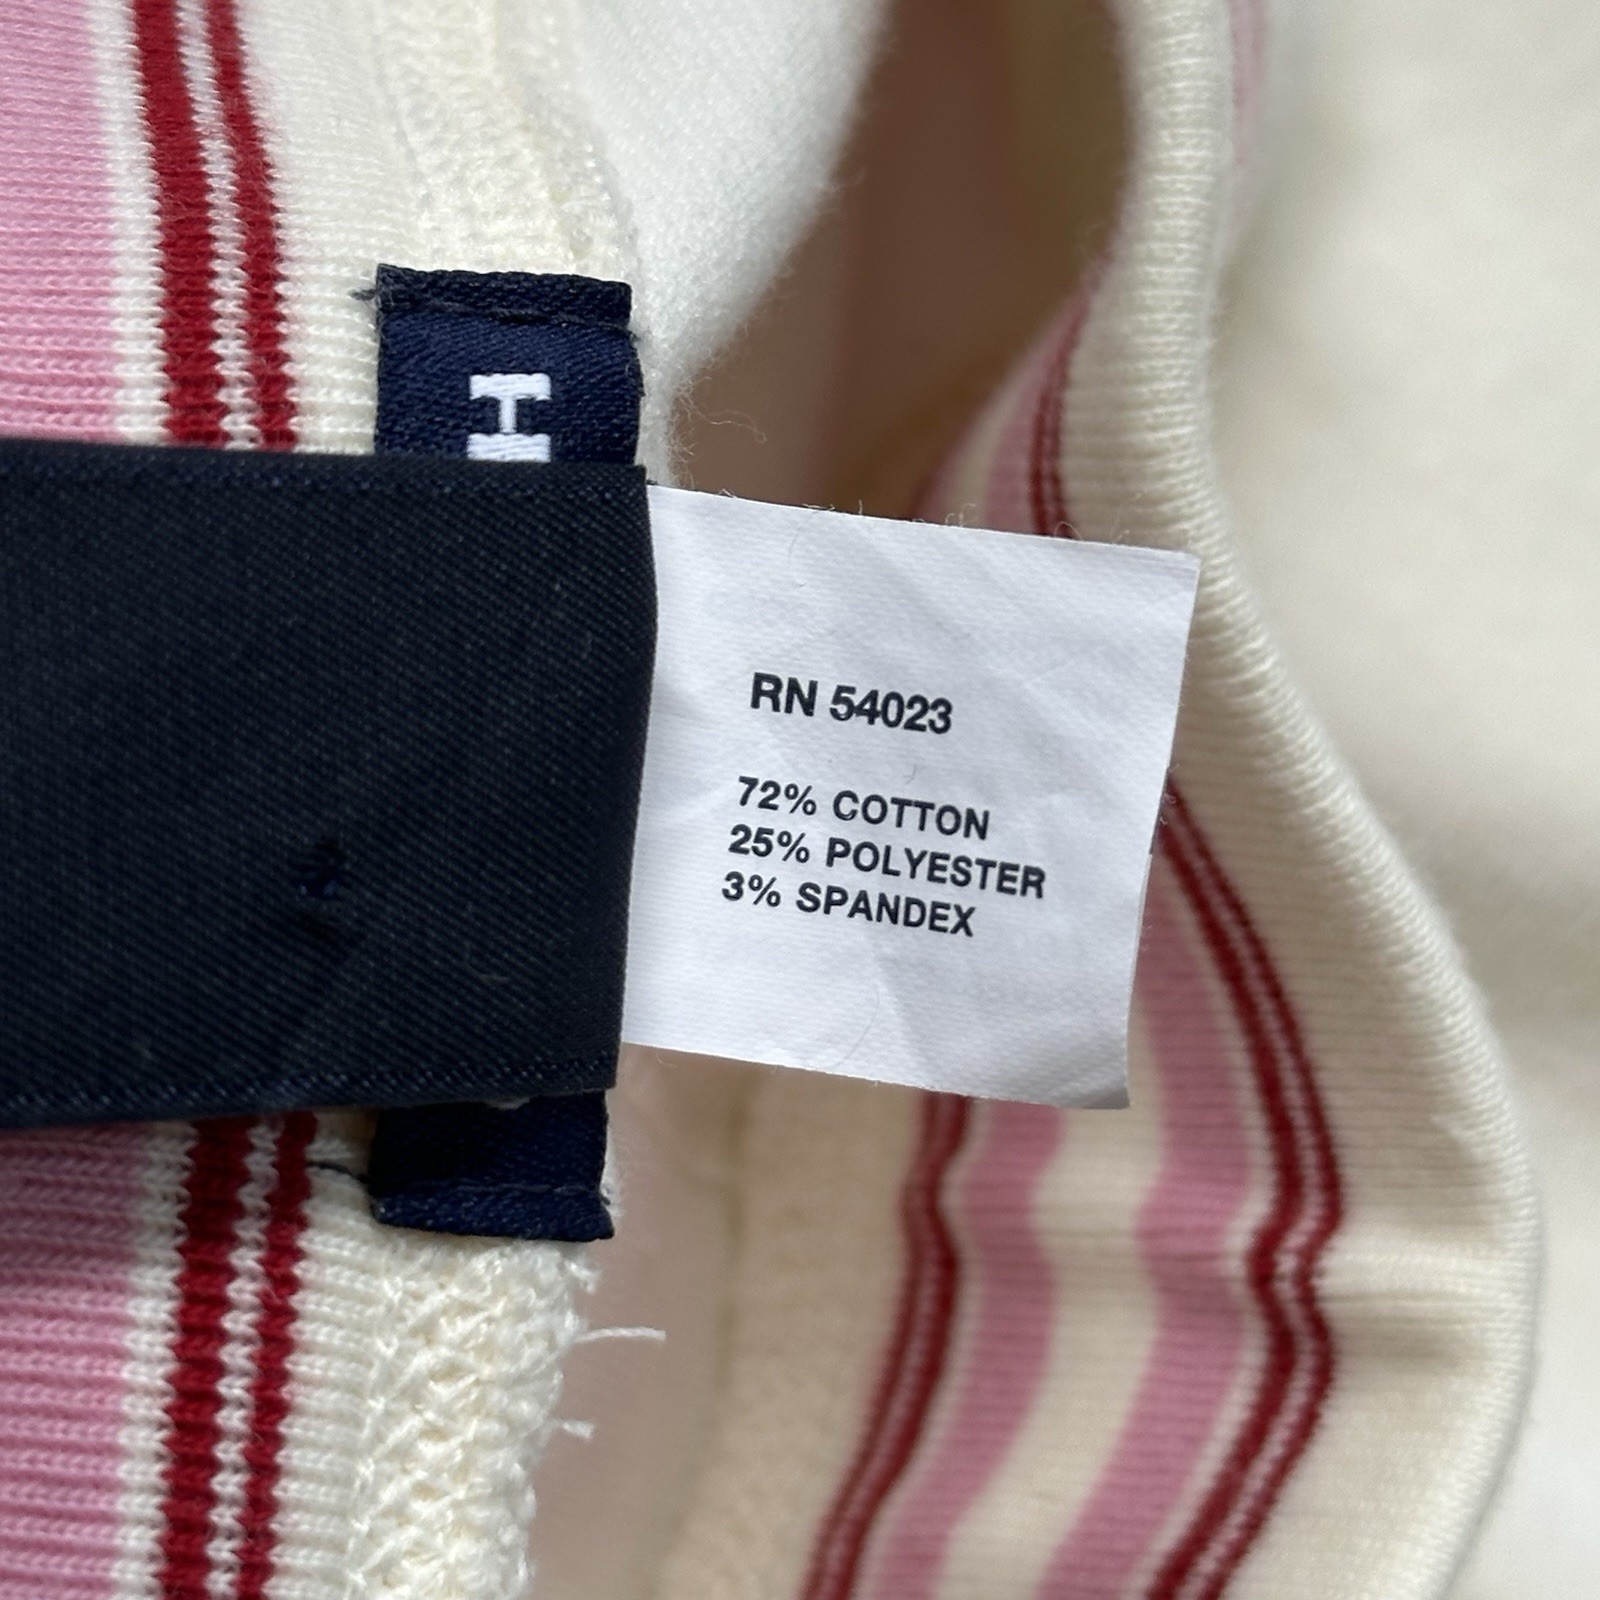 RN 54023
72% COTTON
25% POLYESTER
3% SPANDEX